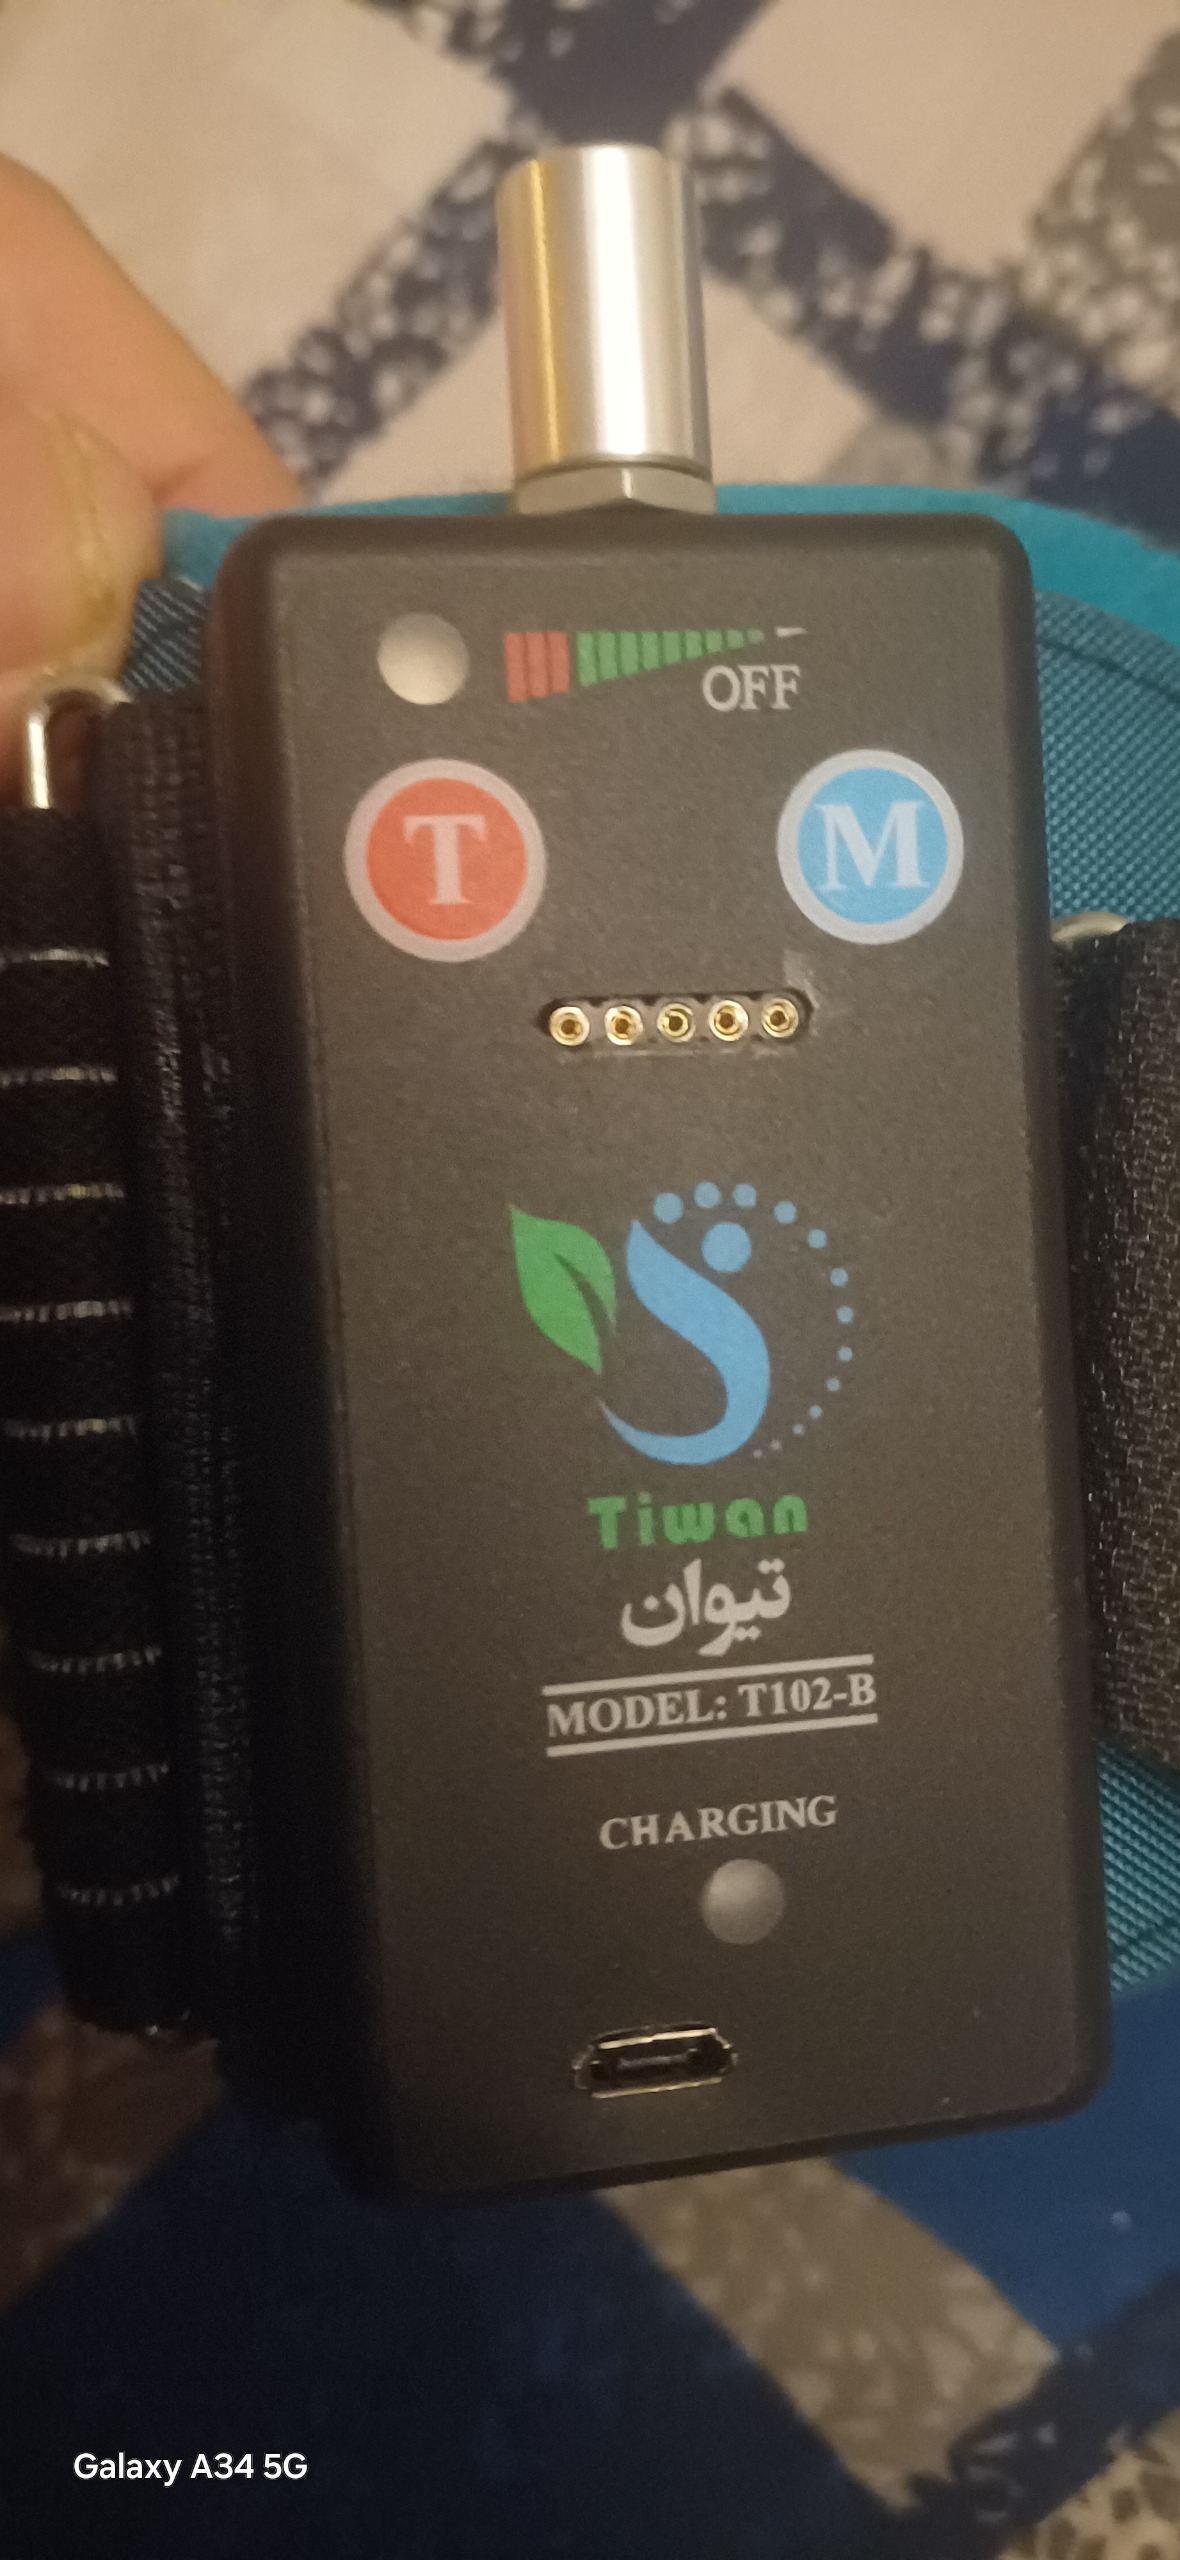 OFF
T M
Tiwan
تیوان
MODEL: T102-B
CHARGING
Galaxy A34 5G